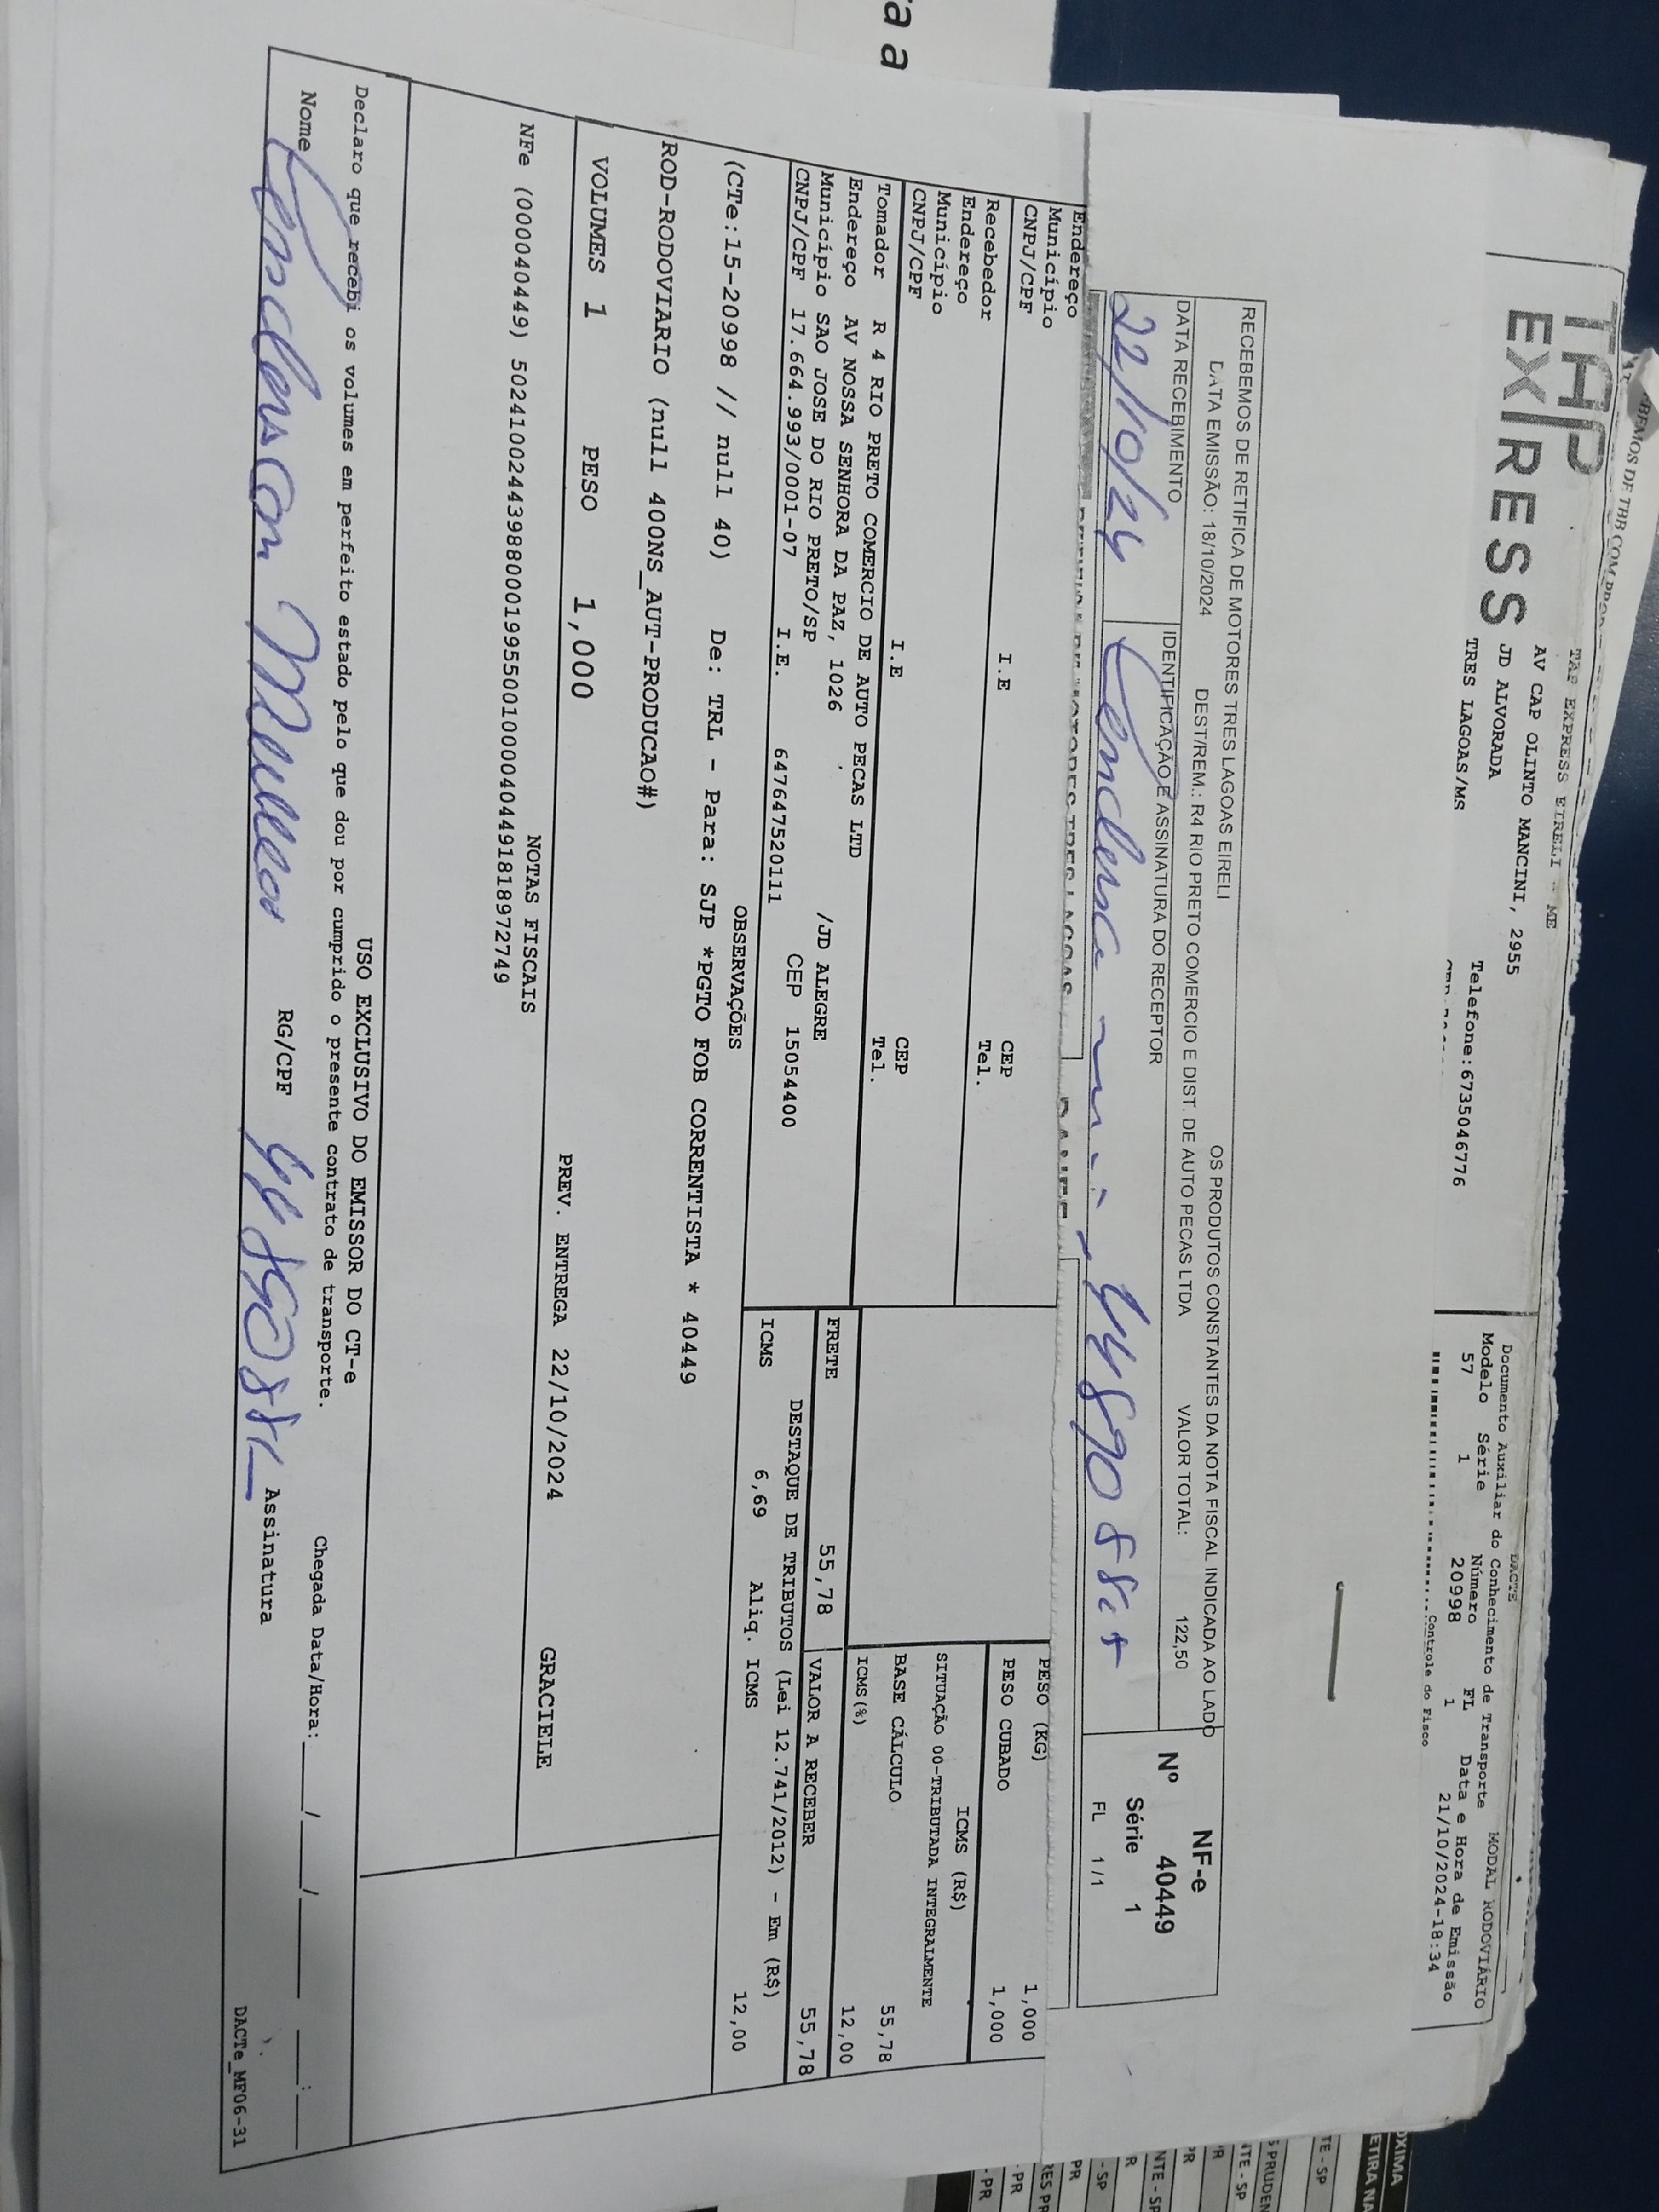 ra a
TAP EXPRESS
TAP EXPRESS EIRELI - ME
AV CAP OLINTO MANCINI, 2955
JD ALVORADA
TRES LAGOAS/MS
Telefone:6735046776
DACTE
Documento Auxiliar do Conhecimento de Transporte
MODAL RODOVIÁRIO
Modelo Série Número FL Data e Hora de Emissão
57 1 20998 1 21/10/2024-18:34
Controle do Fisco
RECEBEMOS DE RETIFICA DE MOTORES TRES LAGOAS EIRELI OS PRODUTOS CONSTANTES DA NOTA FISCAL INDICADA AO LADO
DATA EMISSÃO: 18/10/2024 DEST/REM.: R4 RIO PRETO COMERCIO E DIST. DE AUTO PECAS LTDA VALOR TOTAL: 122,50
DATA RECEBIMENTO
IDENTIFICAÇÃO E ASSINATURA DO RECEPTOR
22/10/24
NF-e
Nº 40449
Série 1
FL 1/1
Endereço
Município
CNPJ/CPF I.E CEP Tel.
Recebedor
Endereço
Município
CNPJ/CPF I.E CEP Tel.
PESO (KG) 1,000
PESO CUBADO 1,000
ICMS (R$)
SITUAÇÃO 00-TRIBUTADA INTEGRALMENTE
BASE CÁLCULO 55,78
ICMS(%) 12,00
Tomador R 4 RIO PRETO COMERCIO DE AUTO PECAS LTD
Endereço AV NOSSA SENHORA DA PAZ, 1026 /JD ALEGRE
Município SAO JOSE DO RIO PRETO/SP CEP 15054400
CNPJ/CPF 17.664.993/0001-07 I.E. 647647520111
FRETE 55,78 VALOR A RECEBER 55,78
DESTAQUE DE TRIBUTOS (Lei 12.741/2012) - Em (R$)
ICMS 6,69 Aliq. ICMS 12,00
OBSERVAÇÕES
(CTe:15-20998 // null 40) De: TRL - Para: SJP *PGTO FOB CORRENTISTA * 40449
ROD-RODOVIARIO (null 400NS_AUT-PRODUCAO#)
VOLUMES 1 PESO 1,000 PREV. ENTREGA 22/10/2024 GRACIELE
NOTAS FISCAIS
NFe (000040449) 50241002443988000199550010000404491818972749
USO EXCLUSIVO DO EMISSOR DO CT-e
Declaro que recebi os volumes em perfeito estado pelo que dou por cumprido o presente contrato de transporte.
Chegada Data/Hora:___/___/_____ __:__
Nome RG/CPF Assinatura
DACTe_MF06-31